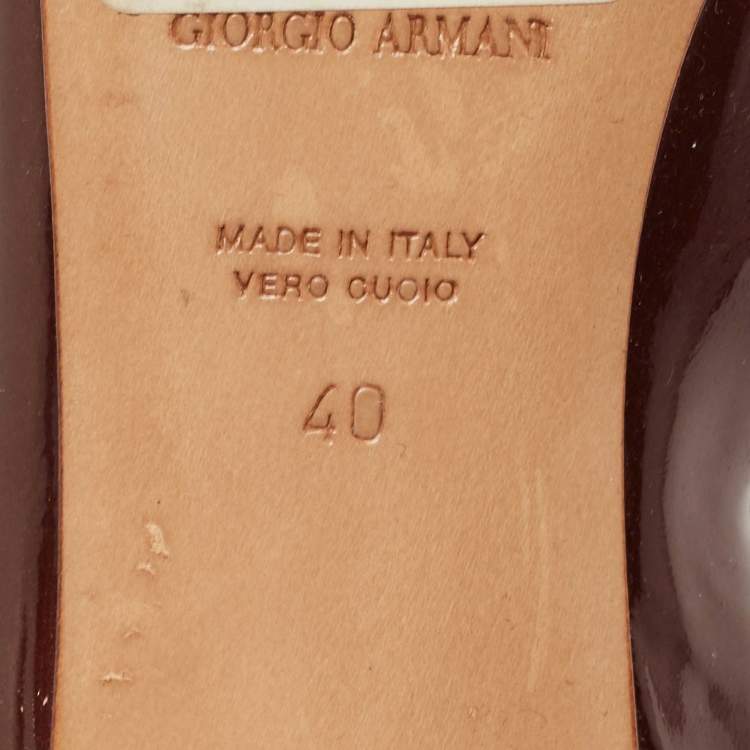 GIORGIO ARMANI
MADE IN ITALY
VERO CUOIO
40